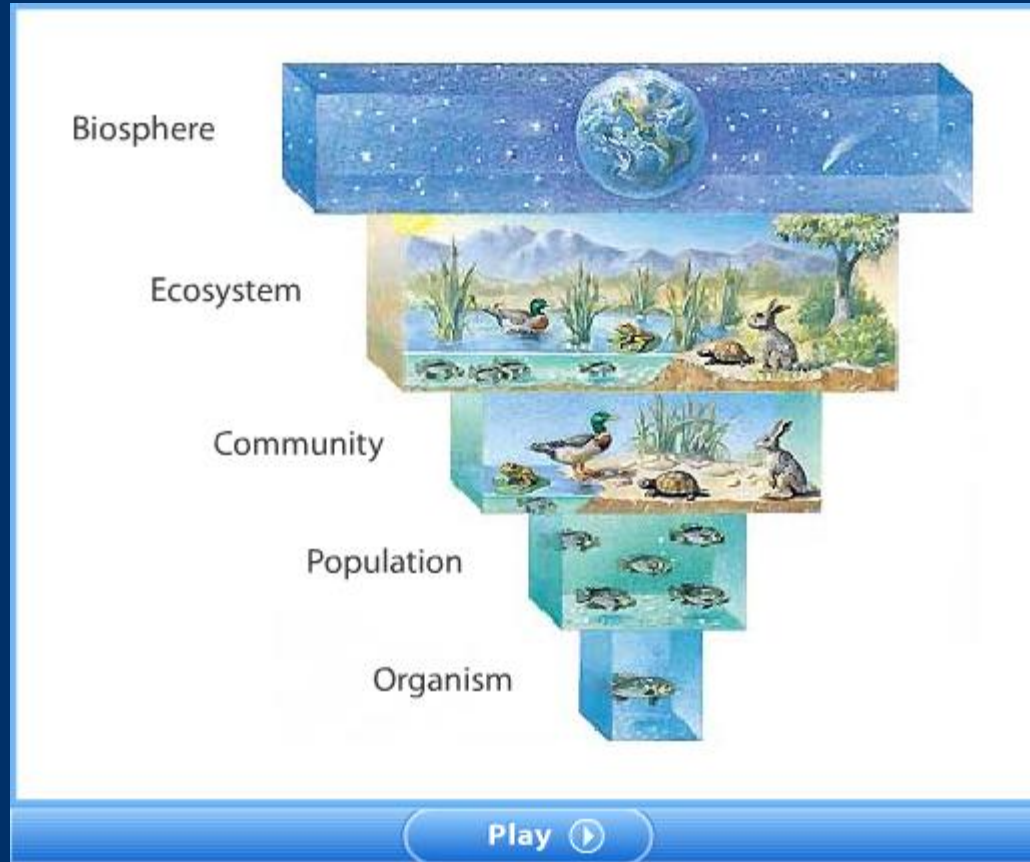 Biosphere
Ecosystem
Community
Population
Organism
Play